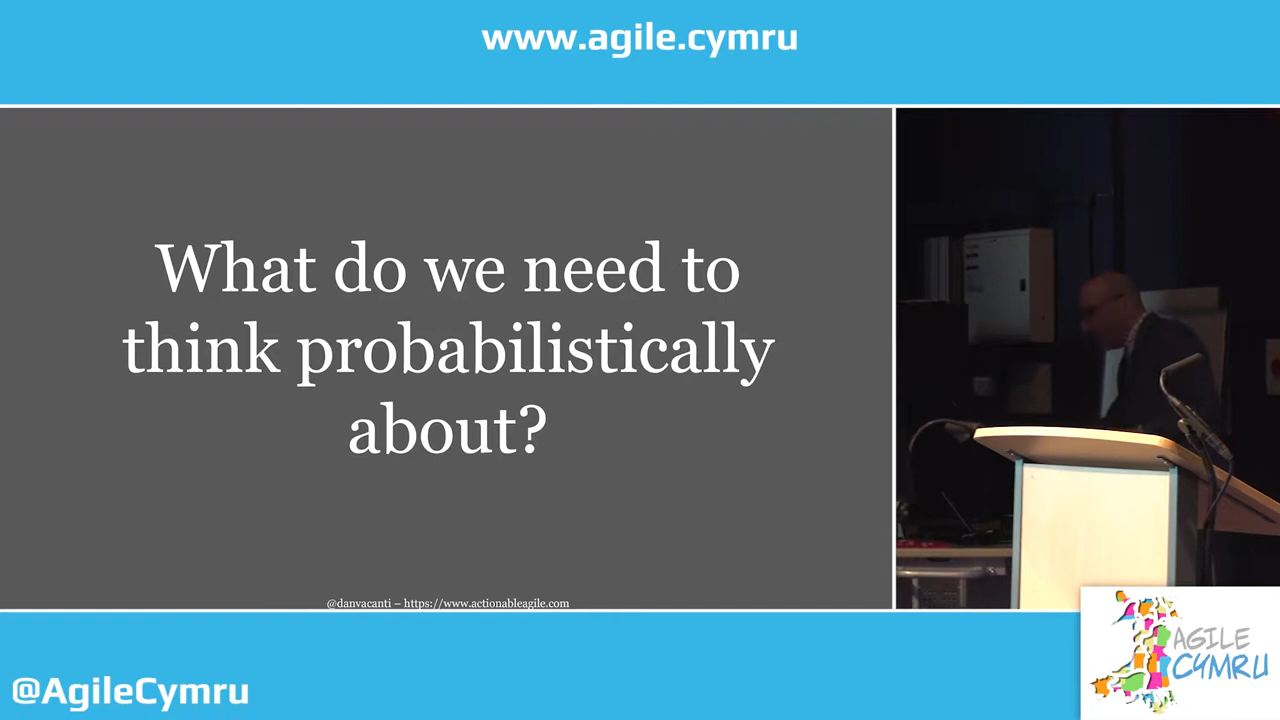 www.agile.cymru
What do we need to
think probabilistically
about?
@danvacanti – https://www.actionableagile.com
@AgileCymru
AGILE
CYMRU